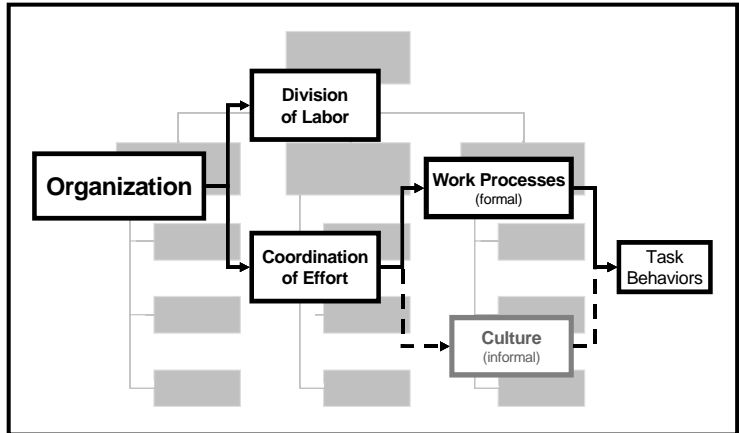 Division
of Labor
Organization
Work Processes
(formal)
Coordination
of Effort
Task
Behaviors
Culture
(informal)